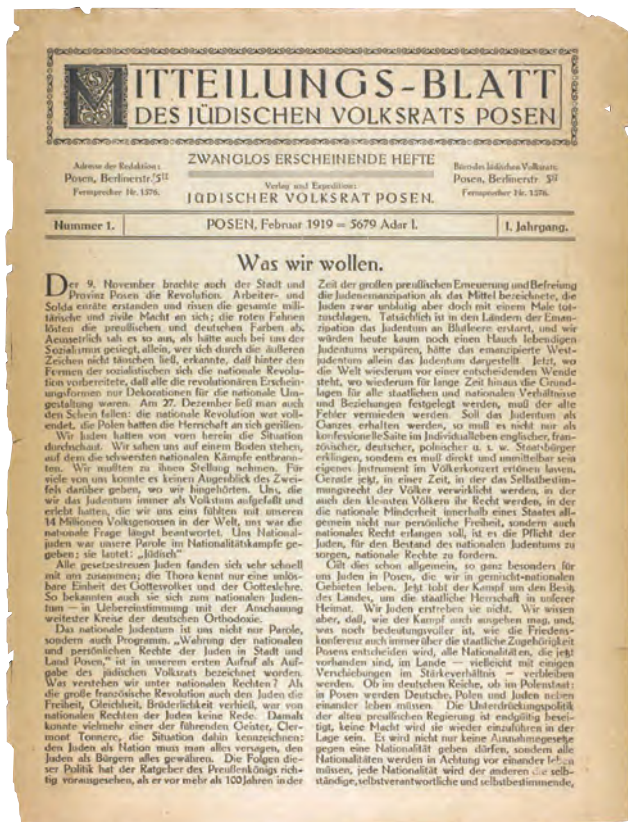 MITTEILUNGS-BLATT
DES JÜDISCHEN VOLKSRATS POSEN
Adresse der Redaktion:
Posen, Berlinerstr. 5II
Fernsprecher Nr. 1576.
ZWANGLOS ERSCHEINENDE HEFTE
Verlag und Expedition:
JÜDISCHER VOLKSRAT POSEN.
Büro des Jüdischen Volksrats:
Posen, Berlinerstr. 5II
Fernsprecher Nr. 1576.
Nummer 1.
POSEN, Februar 1919 = 5679 Adar I.
1. Jahrgang.
Was wir wollen.
Der 9. November brachte auch der Stadt und
Provinz Posen die Revolution. Arbeiter- und
Solda enräte erstanden und rissen die gesamte mili-
tärische und zivile Macht an sich; die roten Fahnen
lösten die preußischen und deutschen Farben ab.
Aeusserlich sah es so aus, als hätte auch bei uns der
Sozialismus gesiegt, allein, wer sich durch die äußeren
Zeichen nicht täuschen ließ, erkannte, daß hinter den
Formen der sozialistischen sich die nationale Revolu-
tion vorbereitete, daß alle die revolutionären Erschein-
ungsformen nur Dekorationen für die nationale Um-
gestaltung waren. Am 27. Dezember ließ man auch
den Schein fallen: die nationale Revolution war voll-
endet, die Polen hatten die Herrschaft an sich gerissen.
Wir Juden hatten von vorn herein die Situation
durchschaut. Wir sahen uns auf einem Boden stehen,
auf dem die schwersten nationalen Kämpfe entbrann-
ten. Wir mußten zu ihnen Stellung nehmen. Für
viele von uns konnte es keinen Augenblick des Zwei-
fels darüber geben, wo wir hingehörten. Uns, die
wir das Judentum immer als Volkstum aufgefaßt und
erlebt hatten, die wir uns eins fühlten mit unseren
14 Millionen Volksgenossen in der Welt, uns war die
nationale Frage längst beantwortet. Uns National-
juden war unsere Parole im Nationalitätskampfe ge-
geben; sie lautet: „Jüdisch“
Alle gesetzestreuen Juden fanden sich sehr schnell
mit uns zusammen; die Thora kennt nur eine unlös-
bare Einheit des Gottesvolkes und der Gotteslehre.
So bekannten auch sie sich zum nationalen Juden-
tum — in Uebereinstimmung mit der Anschauung
weitester Kreise der deutschen Orthodoxie.
Das nationale Judentum ist uns nicht nur Parole,
sondern auch Programm. „Wahrung der nationalen
und persönlichen Rechte der Juden in Stadt und
Land Posen,“ ist in unserem ersten Aufruf als Auf-
gabe des jüdischen Volksrats bezeichnet worden.
Was verstehen wir unter nationalen Rechten? Als
die große französische Revolution auch den Juden die
Freiheit, Gleichheit, Brüderlichkeit verhieß, war von
nationalen Rechten der Juden keine Rede. Damals
konnte vielmehr einer der führenden Geister, Cler-
mont Tonnere, die Situation dahin kennzeichnen:
den Juden als Nation muss man alles versagen, den
Juden als Bürgern alles gewähren. Die Folgen die-
ser Politik hat der Ratgeber des Preußenkönigs rich-
tig vorausgesehen, als er vor mehr als 100 Jahren in der
Zeit der großen preußischen Erneuerung und Befreiung
die Judenemanzipation als das Mittel bezeichnete, die
Juden zwar unblutig aber doch mit einem Male tot-
zuschlagen. Tatsächlich ist in den Ländern der Eman-
zipation das Judentum an Blutleere erstarrt, und wir
würden heute kaum noch einen Hauch lebendigen
Judentums verspüren, hätte das emanzipierte West-
judentum allein das Judentum dargestellt. Jetzt, wo
die Welt wiederum vor einer entscheidenden Wende
steht, wo wiederum für lange Zeit hinaus die Grund-
lagen für alle staatlichen und nationalen Verhältnisse
und Beziehungen festgelegt werden, muß der alte
Fehler vermieden werden. Soll das Judentum als
Ganzes erhalten werden, so muß es nicht nur als
konfessionelle Saite im Individualleben englischer, fran-
zösischer, deutscher, polnischer u. s. w. Staatsbürger
erklingen, sondern es muß direkt und unmittelbar sein
eigenes Instrument im Völkerkonzert ertönen lassen.
Gerade jetzt, in einer Zeit, in der das Selbstbestim-
mungsrecht der Völker verwirklicht werden, in der
auch den kleinsten Völkern ihr Recht werden, in der
die nationale Minderheit innerhalb eines Staates all-
gemein nicht nur persönliche Freiheit, sondern auch
nationales Recht erlangen soll, ist es die Pflicht der
Juden, für den Bestand des nationalen Judentums zu
sorgen, nationale Rechte zu fordern.
Gilt dies schon allgemein, so ganz besonders für
uns Juden in Posen, die wir in gemischt-nationalen
Gebieten leben. Jetzt tobt der Kampf um den Besitz
des Landes, um die staatliche Herrschaft in unserer
Heimat. Wir Juden erstreben sie nicht. Wir wissen
aber, daß, wie der Kampf auch ausgehen mag, und,
was noch bedeutungsvoller ist, wie die Friedens-
konferenz auch immer über die staatliche Zugehörigkeit
Posens entscheiden wird, alle Nationalitäten, die jetzt
vorhanden sind, im Lande — vielleicht mit einigen
Verschiebungen im Stärkeverhältnis — verbleiben
werden. Ob im deutschen Reiche, ob im Polenstaat:
in Posen werden Deutsche, Polen und Juden neben
einander leben müssen. Die Unterdrückungspolitik
der alten preußischen Regierung ist endgültig besei-
tigt, keine Macht wird sie wieder einzuführen in der
Lage sein. Es wird nicht nur keine Ausnahmegesetze
gegen eine Nationalität geben dürfen, sondern alle
Nationalitäten werden in Achtung vor einander leben
müssen, jede Nationalität wird der anderen die selb-
ständige, selbstverantwortliche und selbstbestimmende,